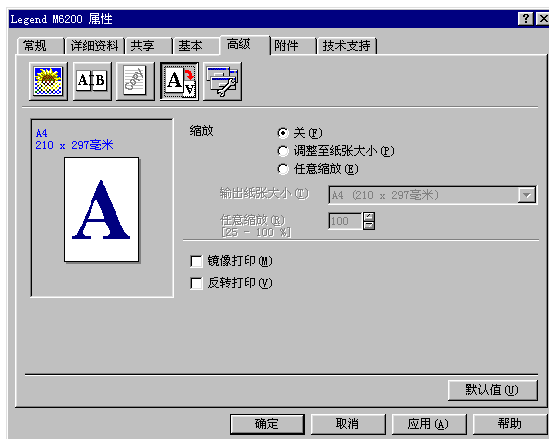 Legend M6200 属性
常规 详细资料 共享 基本 高级 附件 技术支持
A B Copy A V
A4
210 x 297毫米
A
缩放
关(F)
调整至纸张大小(P)
任意缩放(E)
输出纸张大小(T) A4 (210 x 297毫米)
任意缩放(R) 100
[25 - 100 %]
镜像打印(M)
反转打印(V)
默认值(U)
确定 取消 应用(A) 帮助